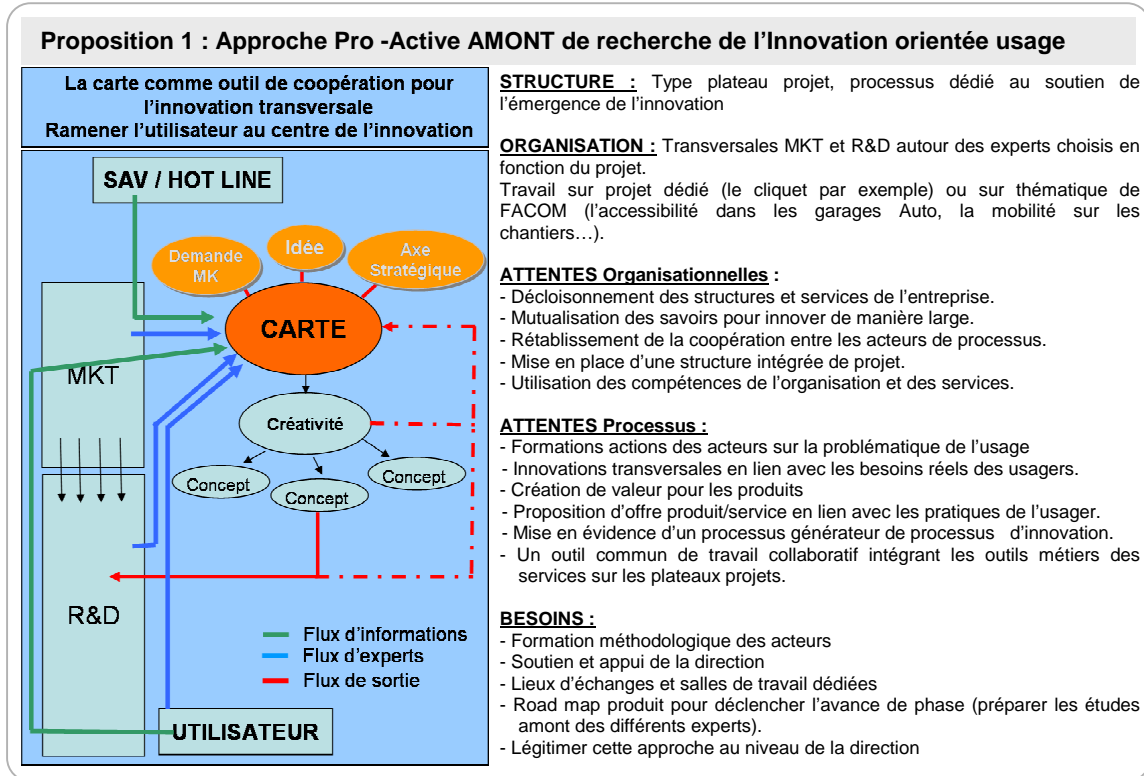 Proposition 1 : Approche Pro -Active AMONT de recherche de l'Innovation orientée usage
La carte comme outil de coopération pour
l'innovation transversale
Ramener l'utilisateur au centre de l'innovation
SAV / HOT LINE
Demande
MK
Idée
Axe
Stratégique
CARTE
MKT
Créativité
Concept
Concept
Concept
R&D
Flux d'informations
Flux d'experts
Flux de sortie
UTILISATEUR
STRUCTURE : Type plateau projet, processus dédié au soutien de
l'émergence de l'innovation
ORGANISATION : Transversales MKT et R&D autour des experts choisis en
fonction du projet.
Travail sur projet dédié (le cliquet par exemple) ou sur thématique de
FACOM (l'accessibilité dans les garages Auto, la mobilité sur les
chantiers…).
ATTENTES Organisationnelles :
- Décloisonnement des structures et services de l'entreprise.
- Mutualisation des savoirs pour innover de manière large.
- Rétablissement de la coopération entre les acteurs de processus.
- Mise en place d'une structure intégrée de projet.
- Utilisation des compétences de l'organisation et des services.
ATTENTES Processus :
- Formations actions des acteurs sur la problématique de l'usage
- Innovations transversales en lien avec les besoins réels des usagers.
- Création de valeur pour les produits
- Proposition d'offre produit/service en lien avec les pratiques de l'usager.
- Mise en évidence d'un processus générateur de processus d'innovation.
- Un outil commun de travail collaboratif intégrant les outils métiers des
services sur les plateaux projets.
BESOINS :
- Formation méthodologique des acteurs
- Soutien et appui de la direction
- Lieux d'échanges et salles de travail dédiées
- Road map produit pour déclencher l'avance de phase (préparer les études
amont des différents experts).
- Légitimer cette approche au niveau de la direction